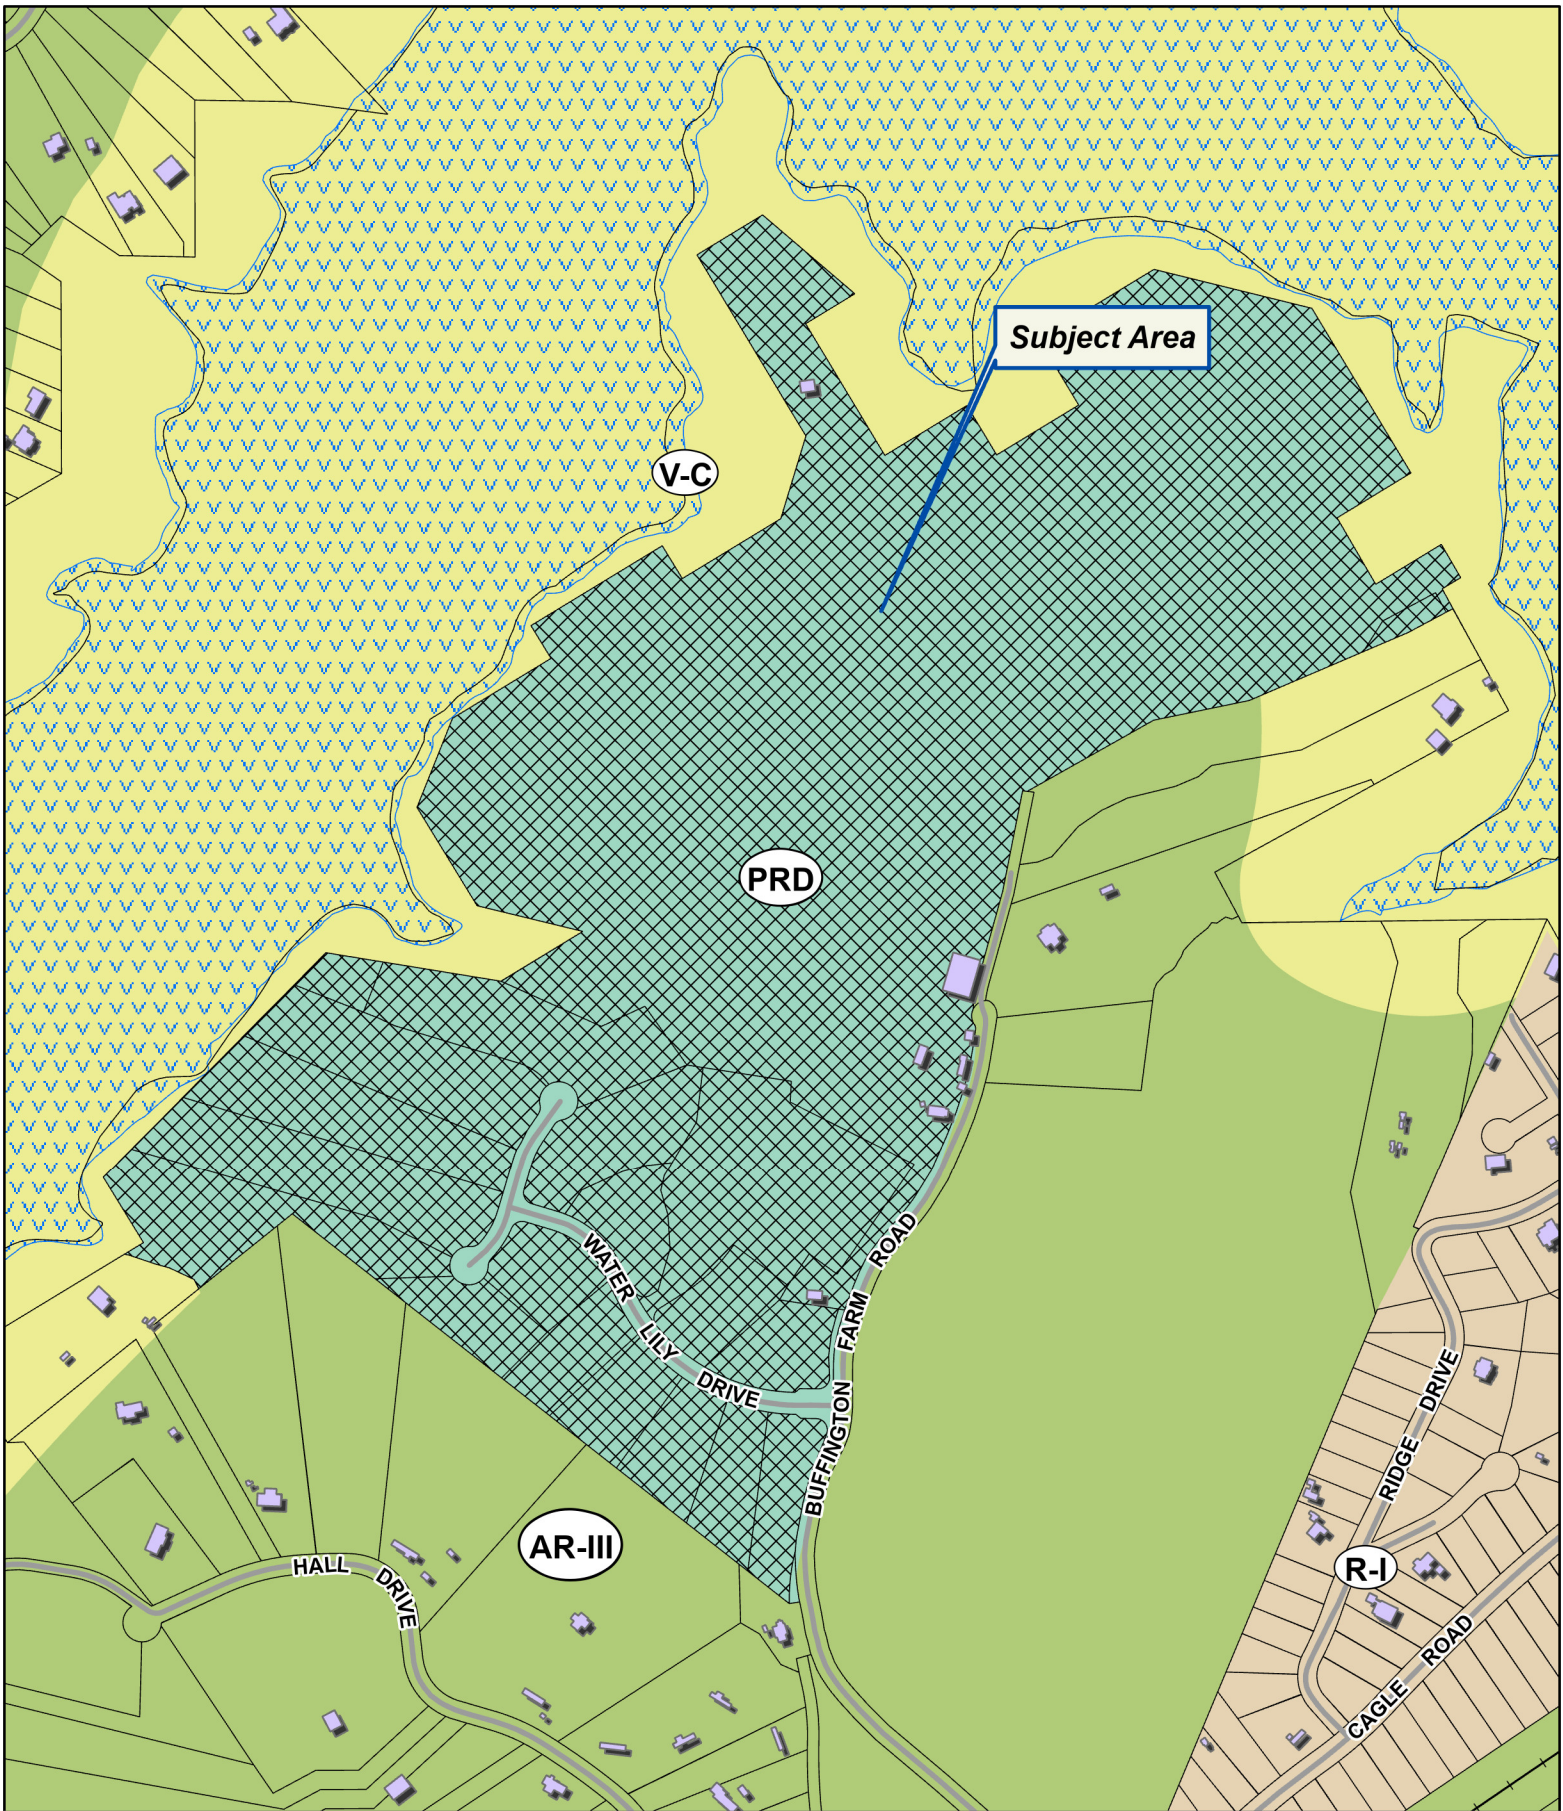 Subject Area
V-C
PRD
WATER
LILY
DRIVE
BUFFINGTON
FARM
ROAD
AR-III
HALL
DRIVE
RIDGE
DRIVE
R-I
CAGLE
ROAD